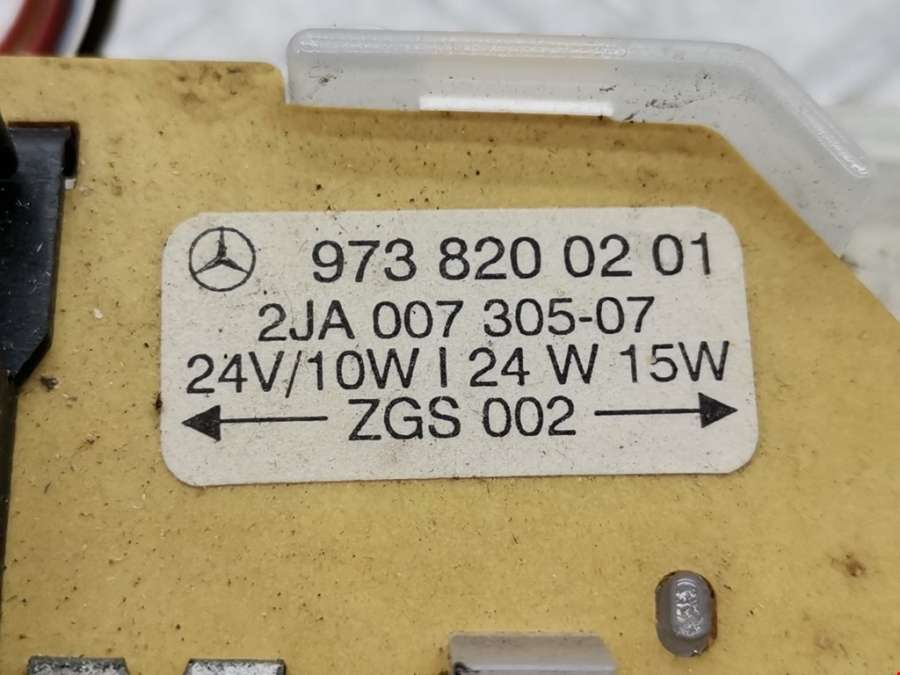 973 820 02 01
2JA 007 305-07
24V/10W I 24 W 15W
ZGS 002